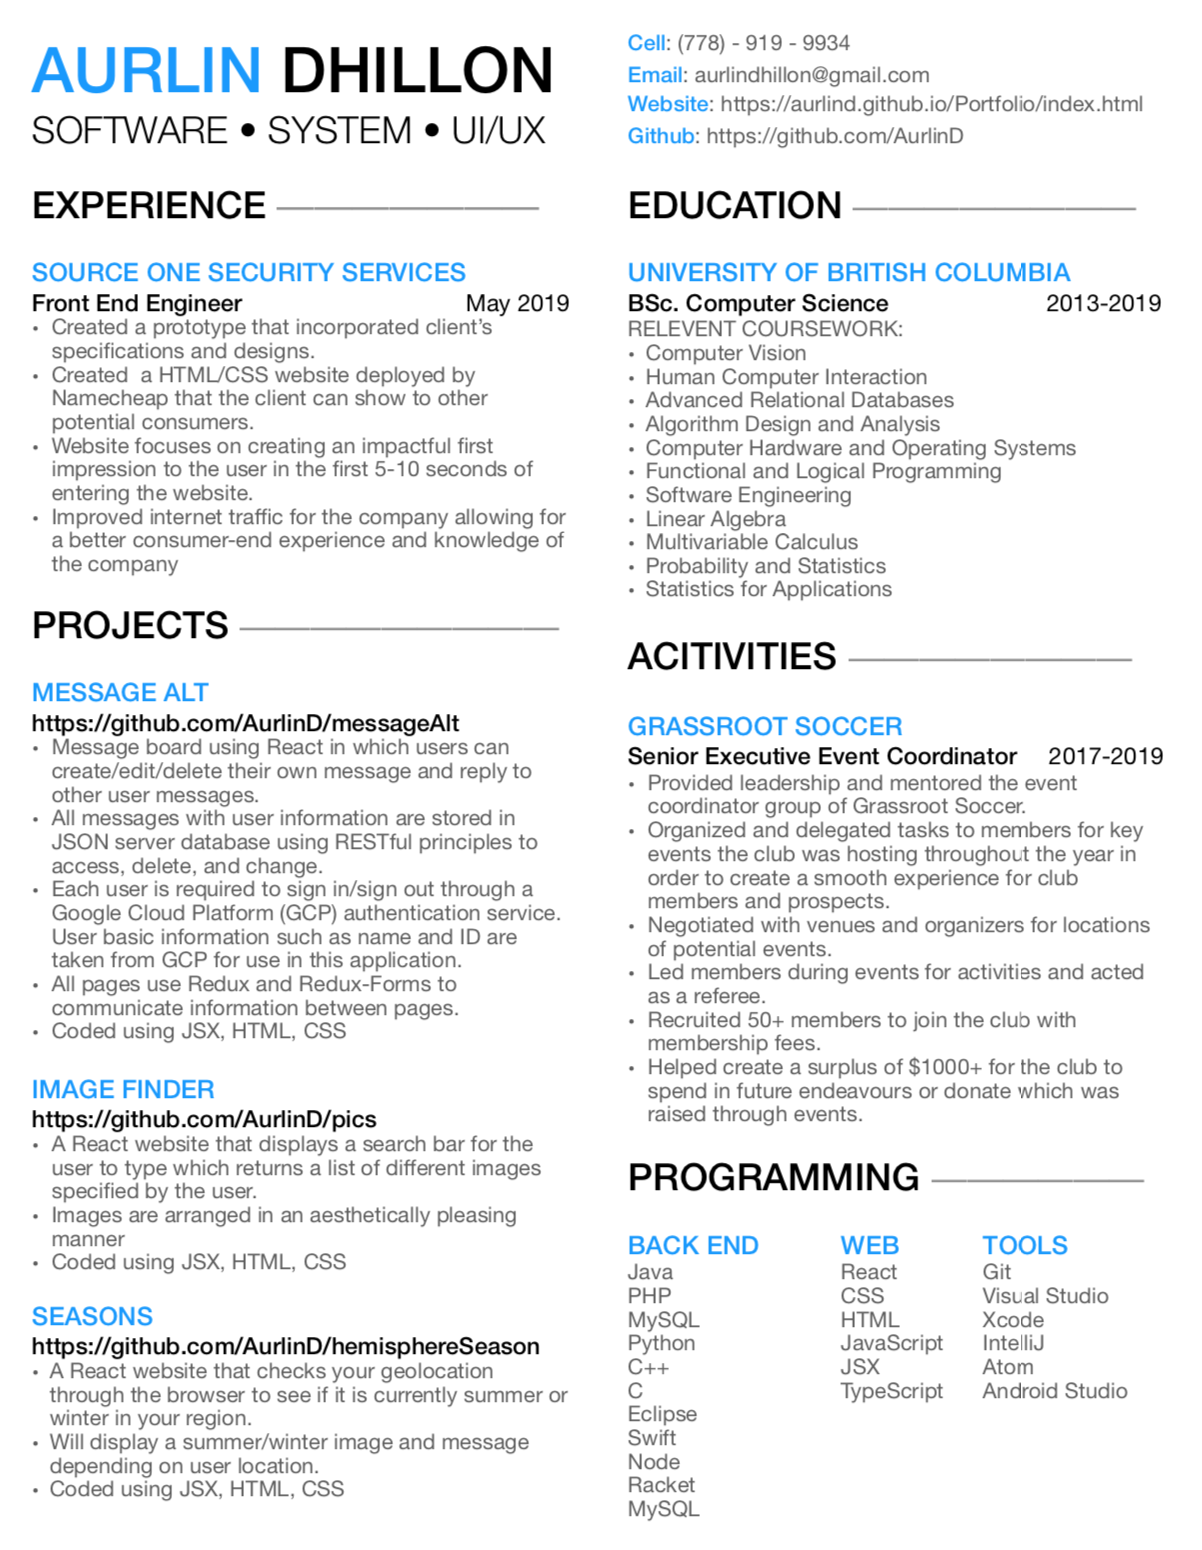 AURLIN DHILLON
SOFTWARE • SYSTEM • UI/UX
Cell: (778) - 919 - 9934
Email: aurlindhillon@gmail.com
Website: https://aurlind.github.io/Portfolio/index.html
Github: https://github.com/AurlinD
EXPERIENCE
SOURCE ONE SECURITY SERVICES
Front End Engineer May 2019
• Created a prototype that incorporated client's
specifications and designs.
• Created a HTML/CSS website deployed by
Namecheap that the client can show to other
potential consumers.
• Website focuses on creating an impactful first
impression to the user in the first 5-10 seconds of
entering the website.
• Improved internet traffic for the company allowing for
a better consumer-end experience and knowledge of
the company
PROJECTS
MESSAGE ALT
https://github.com/AurlinD/messageAlt
• Message board using React in which users can
create/edit/delete their own message and reply to
other user messages.
• All messages with user information are stored in
JSON server database using RESTful principles to
access, delete, and change.
• Each user is required to sign in/sign out through a
Google Cloud Platform (GCP) authentication service.
User basic information such as name and ID are
taken from GCP for use in this application.
• All pages use Redux and Redux-Forms to
communicate information between pages.
• Coded using JSX, HTML, CSS
IMAGE FINDER
https://github.com/AurlinD/pics
• A React website that displays a search bar for the
user to type which returns a list of different images
specified by the user.
• Images are arranged in an aesthetically pleasing
manner
• Coded using JSX, HTML, CSS
SEASONS
https://github.com/AurlinD/hemisphereSeason
• A React website that checks your geolocation
through the browser to see if it is currently summer or
winter in your region.
• Will display a summer/winter image and message
depending on user location.
• Coded using JSX, HTML, CSS
EDUCATION
UNIVERSITY OF BRITISH COLUMBIA
BSc. Computer Science 2013-2019
RELEVENT COURSEWORK:
• Computer Vision
• Human Computer Interaction
• Advanced Relational Databases
• Algorithm Design and Analysis
• Computer Hardware and Operating Systems
• Functional and Logical Programming
• Software Engineering
• Linear Algebra
• Multivariable Calculus
• Probability and Statistics
• Statistics for Applications
ACITIVITIES
GRASSROOT SOCCER
Senior Executive Event Coordinator 2017-2019
• Provided leadership and mentored the event
coordinator group of Grassroot Soccer.
• Organized and delegated tasks to members for key
events the club was hosting throughout the year in
order to create a smooth experience for club
members and prospects.
• Negotiated with venues and organizers for locations
of potential events.
• Led members during events for activities and acted
as a referee.
• Recruited 50+ members to join the club with
membership fees.
• Helped create a surplus of $1000+ for the club to
spend in future endeavours or donate which was
raised through events.
PROGRAMMING
BACK END
Java
PHP
MySQL
Python
C++
C
Eclipse
Swift
Node
Racket
MySQL
WEB
React
CSS
HTML
JavaScript
JSX
TypeScript
TOOLS
Git
Visual Studio
Xcode
IntelliJ
Atom
Android Studio